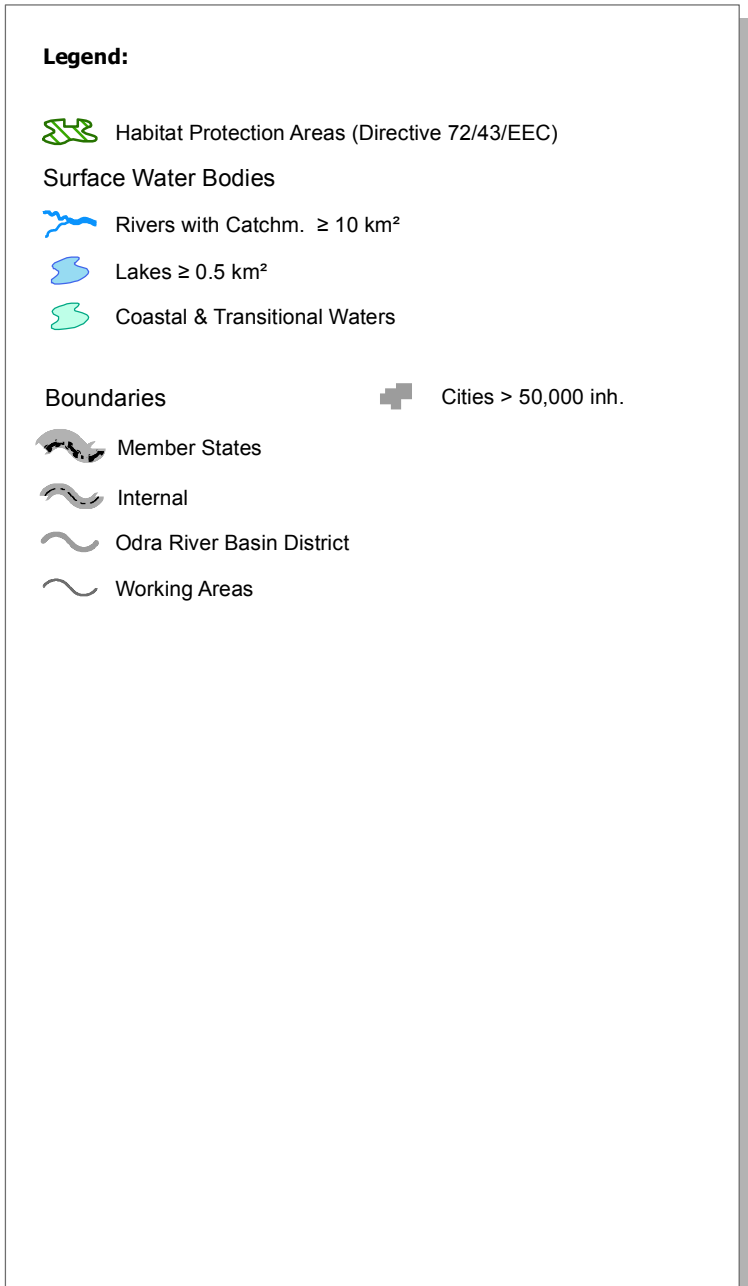 Legend:
Habitat Protection Areas (Directive 72/43/EEC)
Surface Water Bodies
Rivers with Catchm. ≥ 10 km²
Lakes ≥ 0.5 km²
Coastal & Transitional Waters
Boundaries
Cities > 50,000 inh.
Member States
Internal
Odra River Basin District
Working Areas